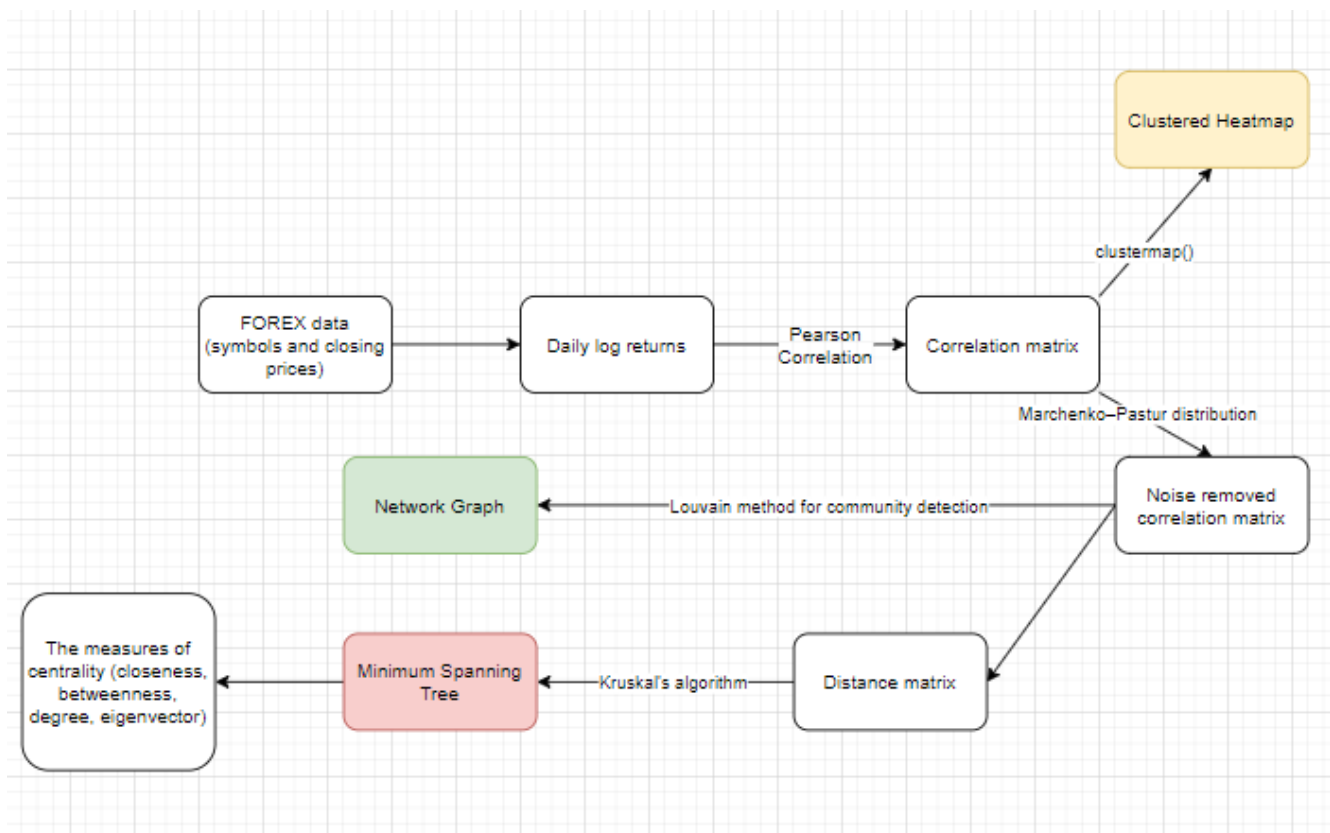 Clustered Heatmap
clustermap()
FOREX data
(symbols and closing
prices)
Daily log returns
Pearson
Correlation
Correlation matrix
Marchenko–Pastur distribution
Network Graph
Louvain method for community detection
Noise removed
correlation matrix
The measures of
centrality (closeness,
betweenness,
degree, eigenvector)
Minimum Spanning
Tree
Kruskal's algorithm
Distance matrix